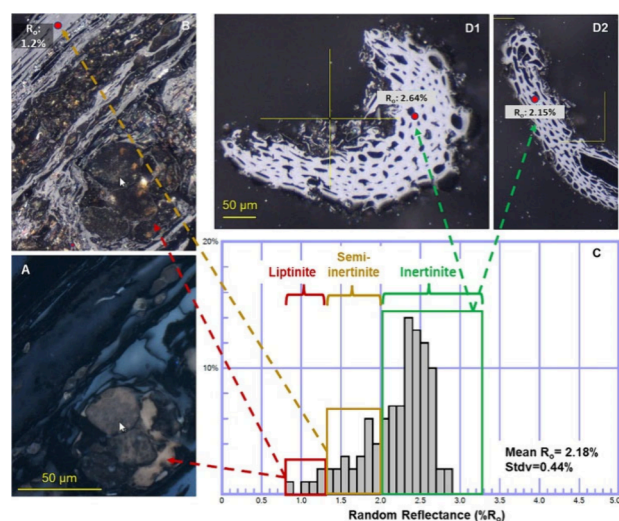 B
Ro:
1.2%
D1
Ro: 2.64%
50 µm
D2
Ro: 2.15%
A
50 µm
20%
C
Liptinite
Semi-
inertinite
Inertinite
10%
Mean Ro= 2.18%
Stdv=0.44%
0 0.5 1.0 1.5 2.0 2.5 3.0 3.5 4.0 4.5 5.0
Random Reflectance (%Ro)